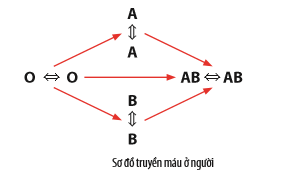 A
⇕
A
O ⇔ O → AB ⇔ AB
B
⇕
B
Sơ đồ truyền máu ở người